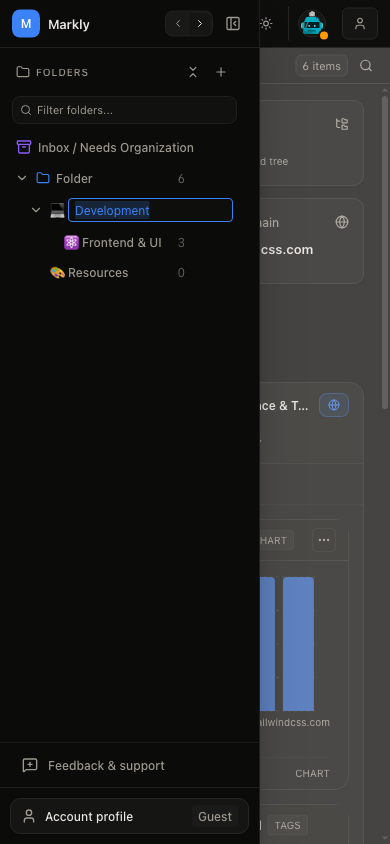 M Markly
6 items
FOLDERS
Filter folders...
Inbox / Needs Organization
Folder 6
Development
Frontend & UI 3
Resources 0
d tree
ain
css.com
ce & T...
HART
ailwindcss.com
CHART
TAGS
Feedback & support
Account profile Guest